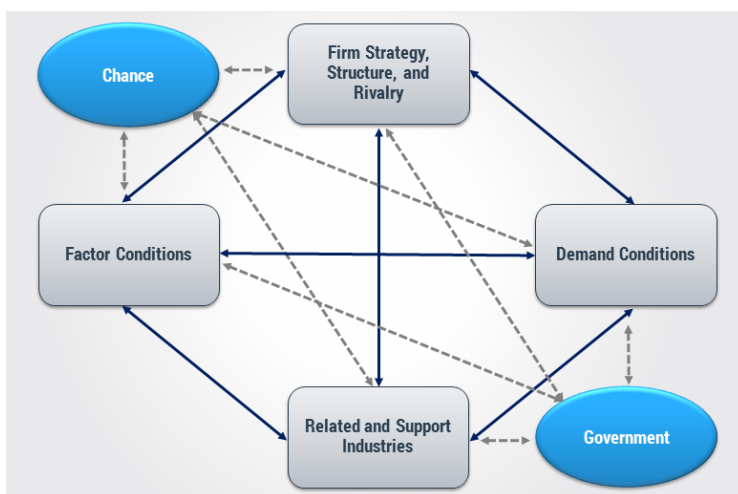 Chance
Firm Strategy,
Structure, and
Rivalry
Factor Conditions
Demand Conditions
Related and Support
Industries
Government